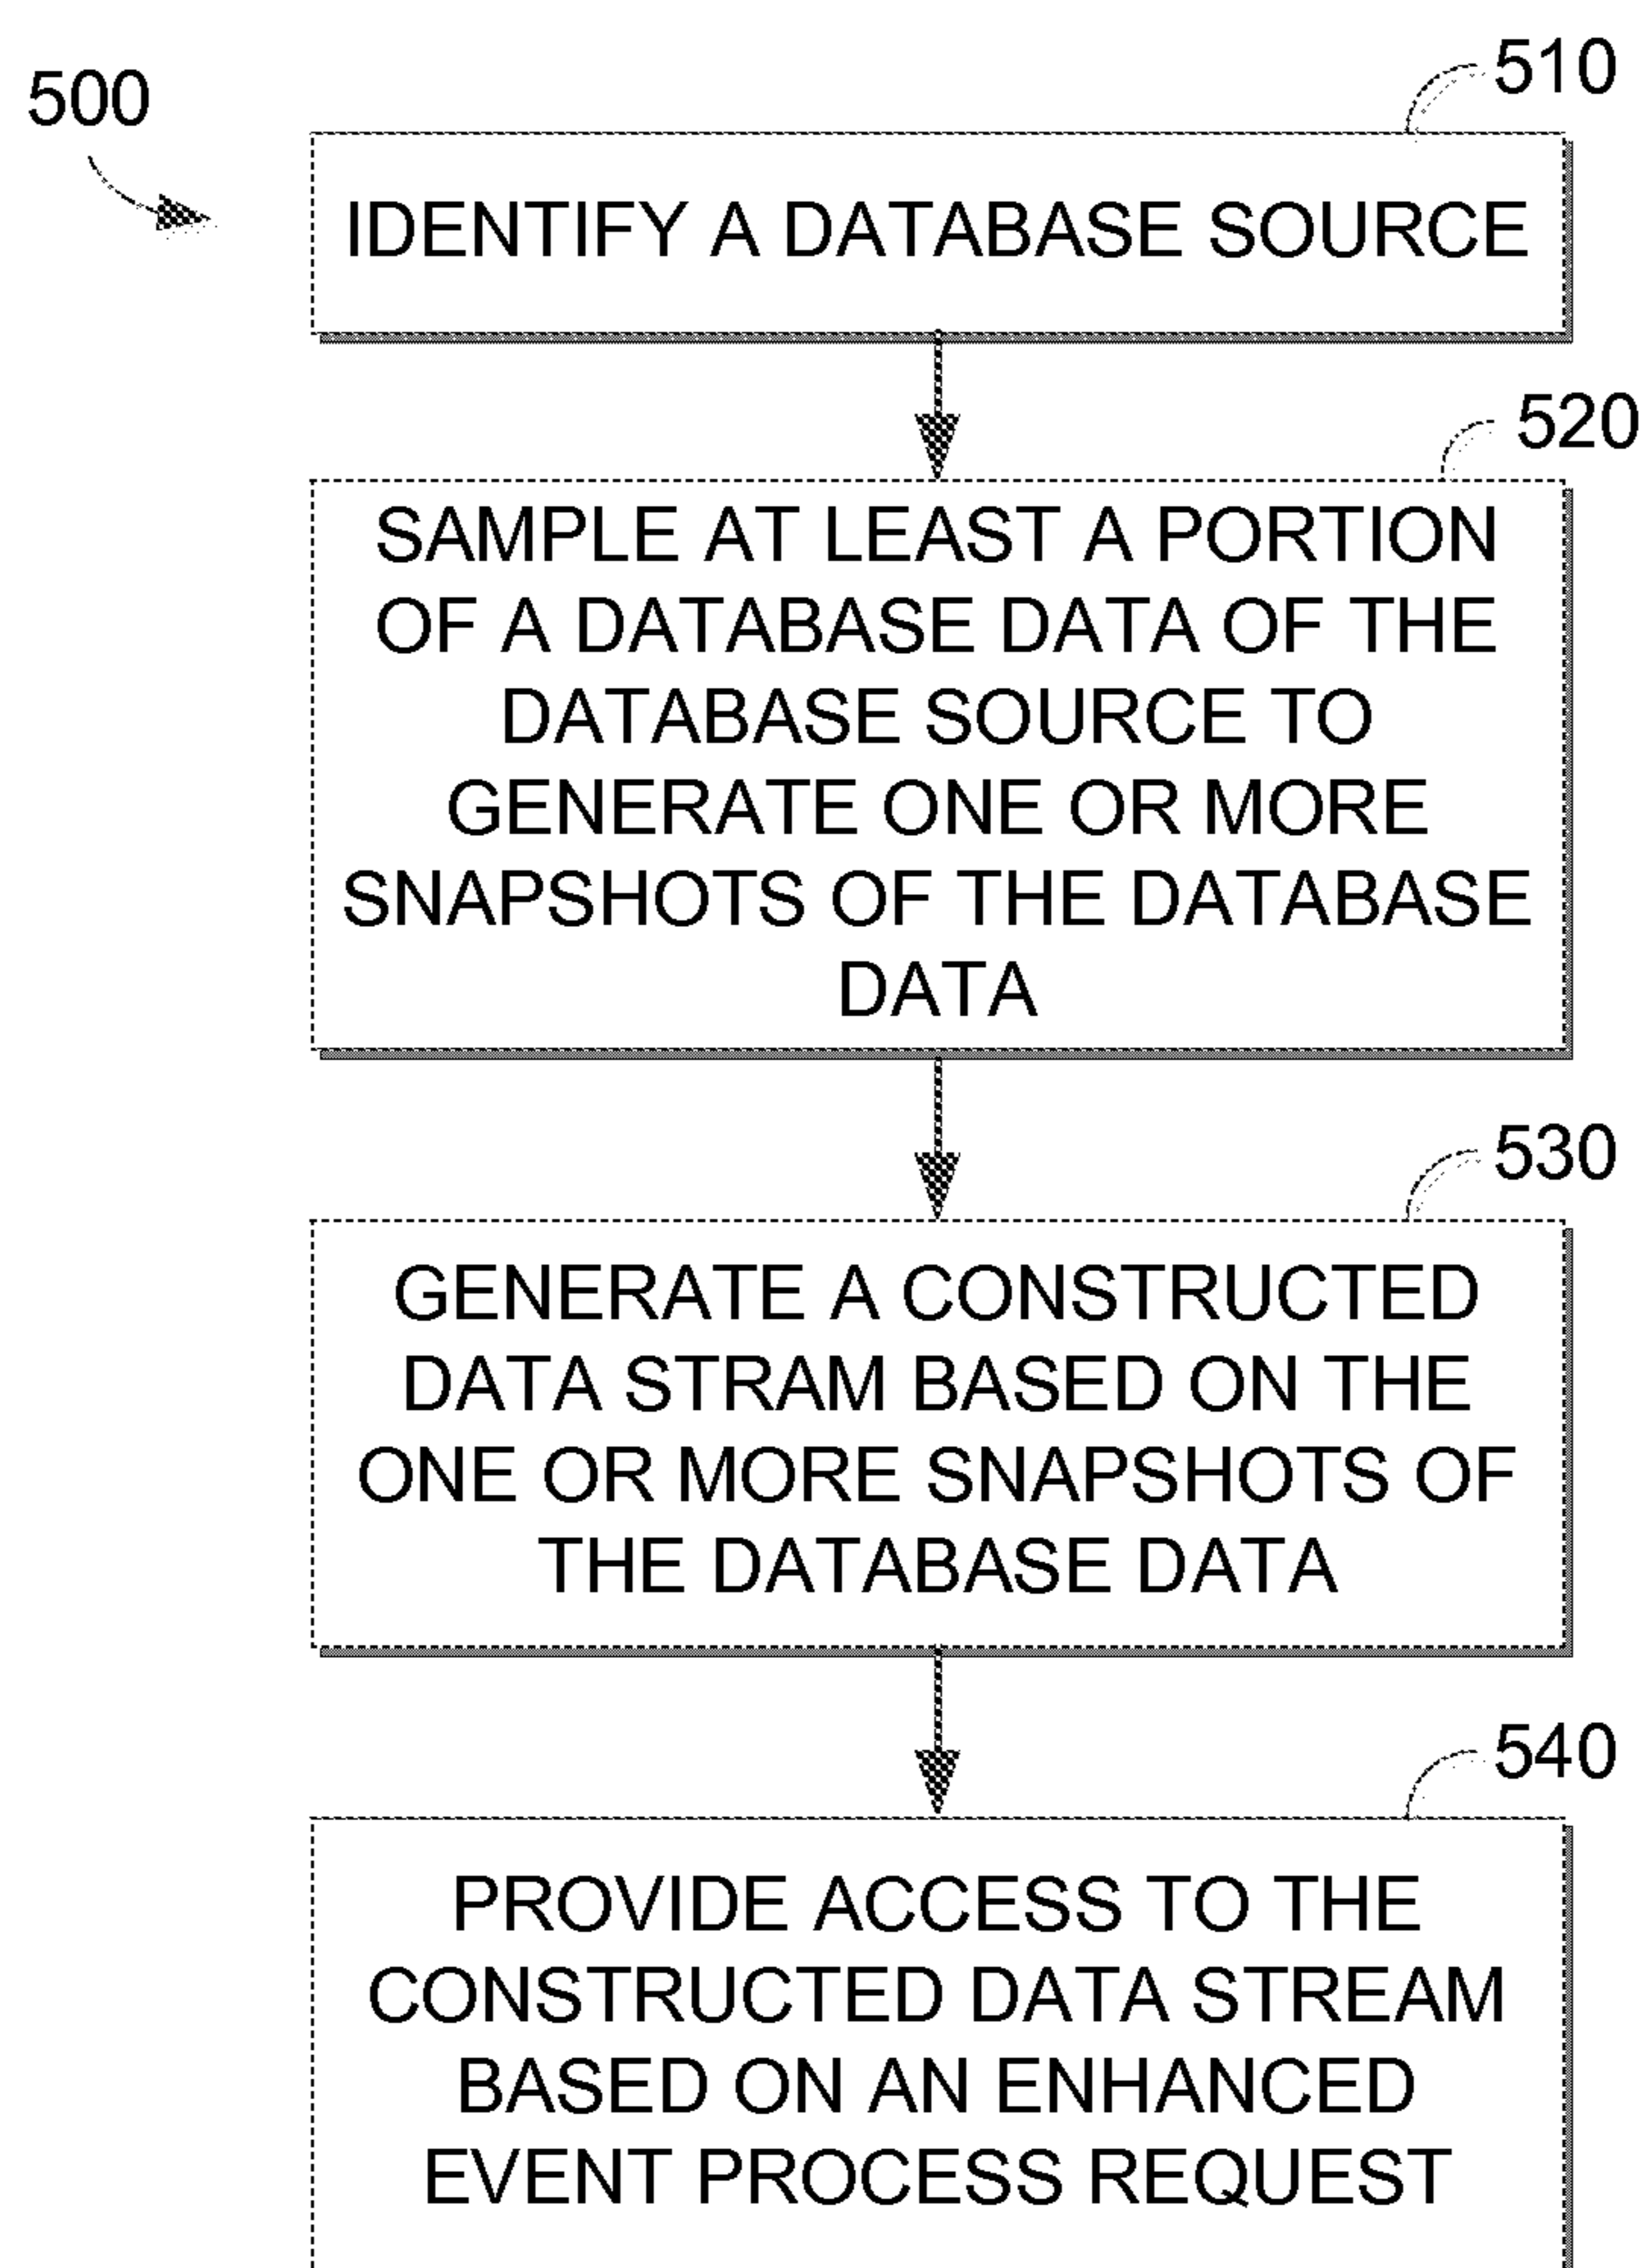 500
510
IDENTIFY A DATABASE SOURCE
520
SAMPLE AT LEAST A PORTION
OF A DATABASE DATA OF THE
DATABASE SOURCE TO
GENERATE ONE OR MORE
SNAPSHOTS OF THE DATABASE
DATA
530
GENERATE A CONSTRUCTED
DATA STRAM BASED ON THE
ONE OR MORE SNAPSHOTS OF
THE DATABASE DATA
540
PROVIDE ACCESS TO THE
CONSTRUCTED DATA STREAM
BASED ON AN ENHANCED
EVENT PROCESS REQUEST